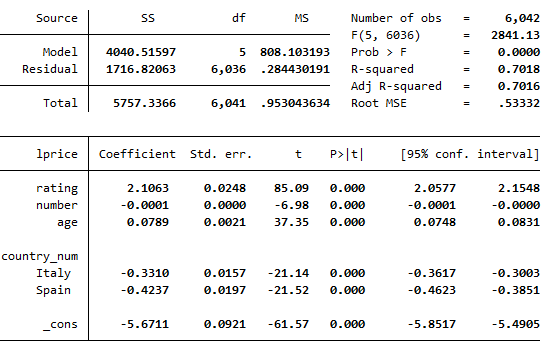 Source SS df MS Number of obs = 6,042
F(5, 6036) = 2841.13
Model 4040.51597 5 808.103193 Prob > F = 0.0000
Residual 1716.82063 6,036 .284430191 R-squared = 0.7018
Adj R-squared = 0.7016
Total 5757.3366 6,041 .953043634 Root MSE = .53332
lprice Coefficient Std. err. t P>|t| [95% conf. interval]
rating 2.1063 0.0248 85.09 0.000 2.0577 2.1548
number -0.0001 0.0000 -6.98 0.000 -0.0001 -0.0000
age 0.0789 0.0021 37.35 0.000 0.0748 0.0831
country_num
Italy -0.3310 0.0157 -21.14 0.000 -0.3617 -0.3003
Spain -0.4237 0.0197 -21.52 0.000 -0.4623 -0.3851
_cons -5.6711 0.0921 -61.57 0.000 -5.8517 -5.4905